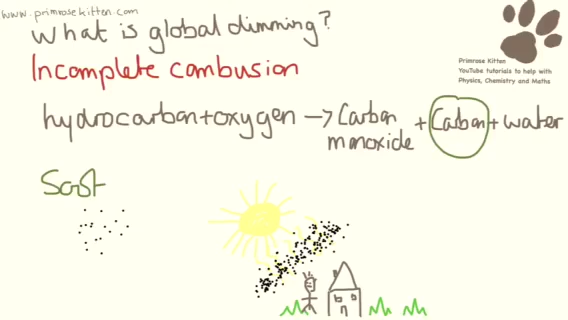 www.primrosekitten.com
What is global dimming?
Primrose Kitten
YouTube tutorials to help with
Physics, Chemistry and Maths
Incomplete combusion
hydrocarbon+oxygen → Carbon monoxide + Carbon + water
Soot